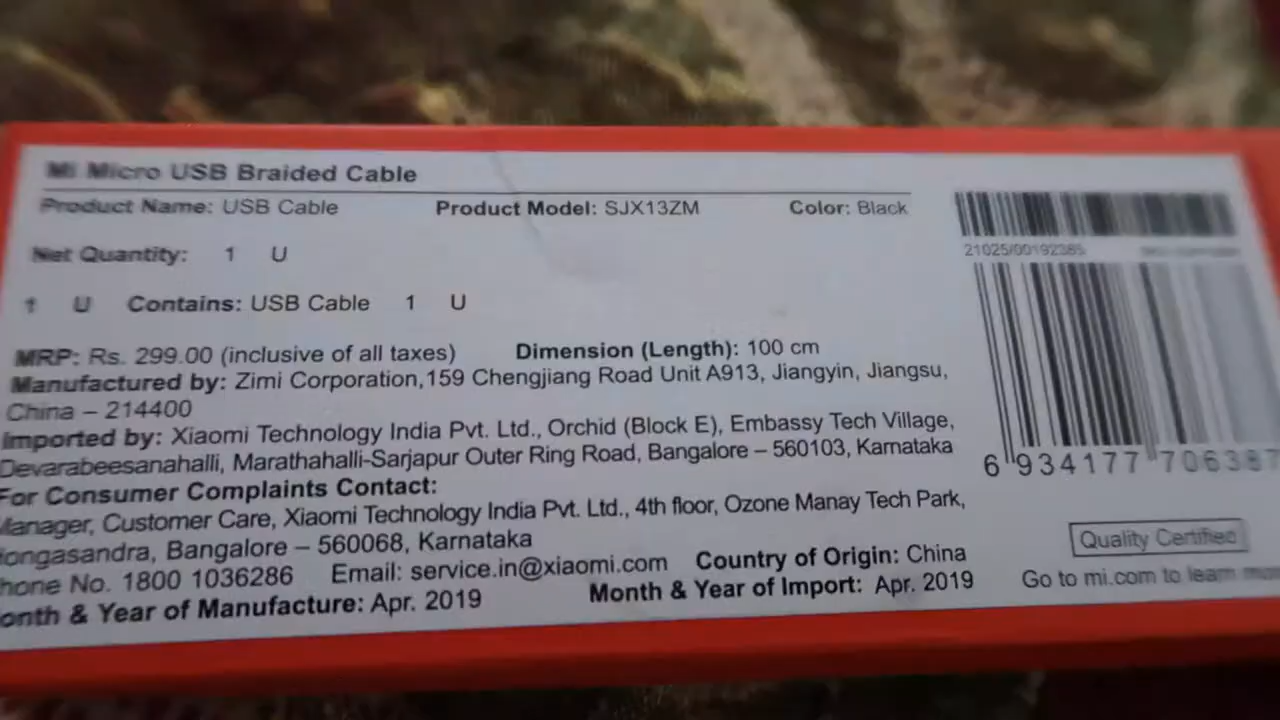 Mi Micro USB Braided Cable
Product Name: USB Cable Product Model: SJX13ZM Color: Black
Net Quantity: 1 U
1 U Contains: USB Cable 1 U
MRP: Rs. 299.00 (inclusive of all taxes) Dimension (Length): 100 cm
Manufactured by: Zimi Corporation,159 Chengjiang Road Unit A913, Jiangyin, Jiangsu,
China – 214400
Imported by: Xiaomi Technology India Pvt. Ltd., Orchid (Block E), Embassy Tech Village,
Devarabeesanahalli, Marathahalli-Sarjapur Outer Ring Road, Bangalore – 560103, Karnataka
For Consumer Complaints Contact:
Manager, Customer Care, Xiaomi Technology India Pvt. Ltd., 4th floor, Ozone Manay Tech Park,
ongasandra, Bangalore – 560068, Karnataka
hone No. 1800 1036286 Email: service.in@xiaomi.com Country of Origin: China
onth & Year of Manufacture: Apr. 2019 Month & Year of Import: Apr. 2019
21025/00192385
6 934177 706387
Quality Certified
Go to mi.com to learn mor